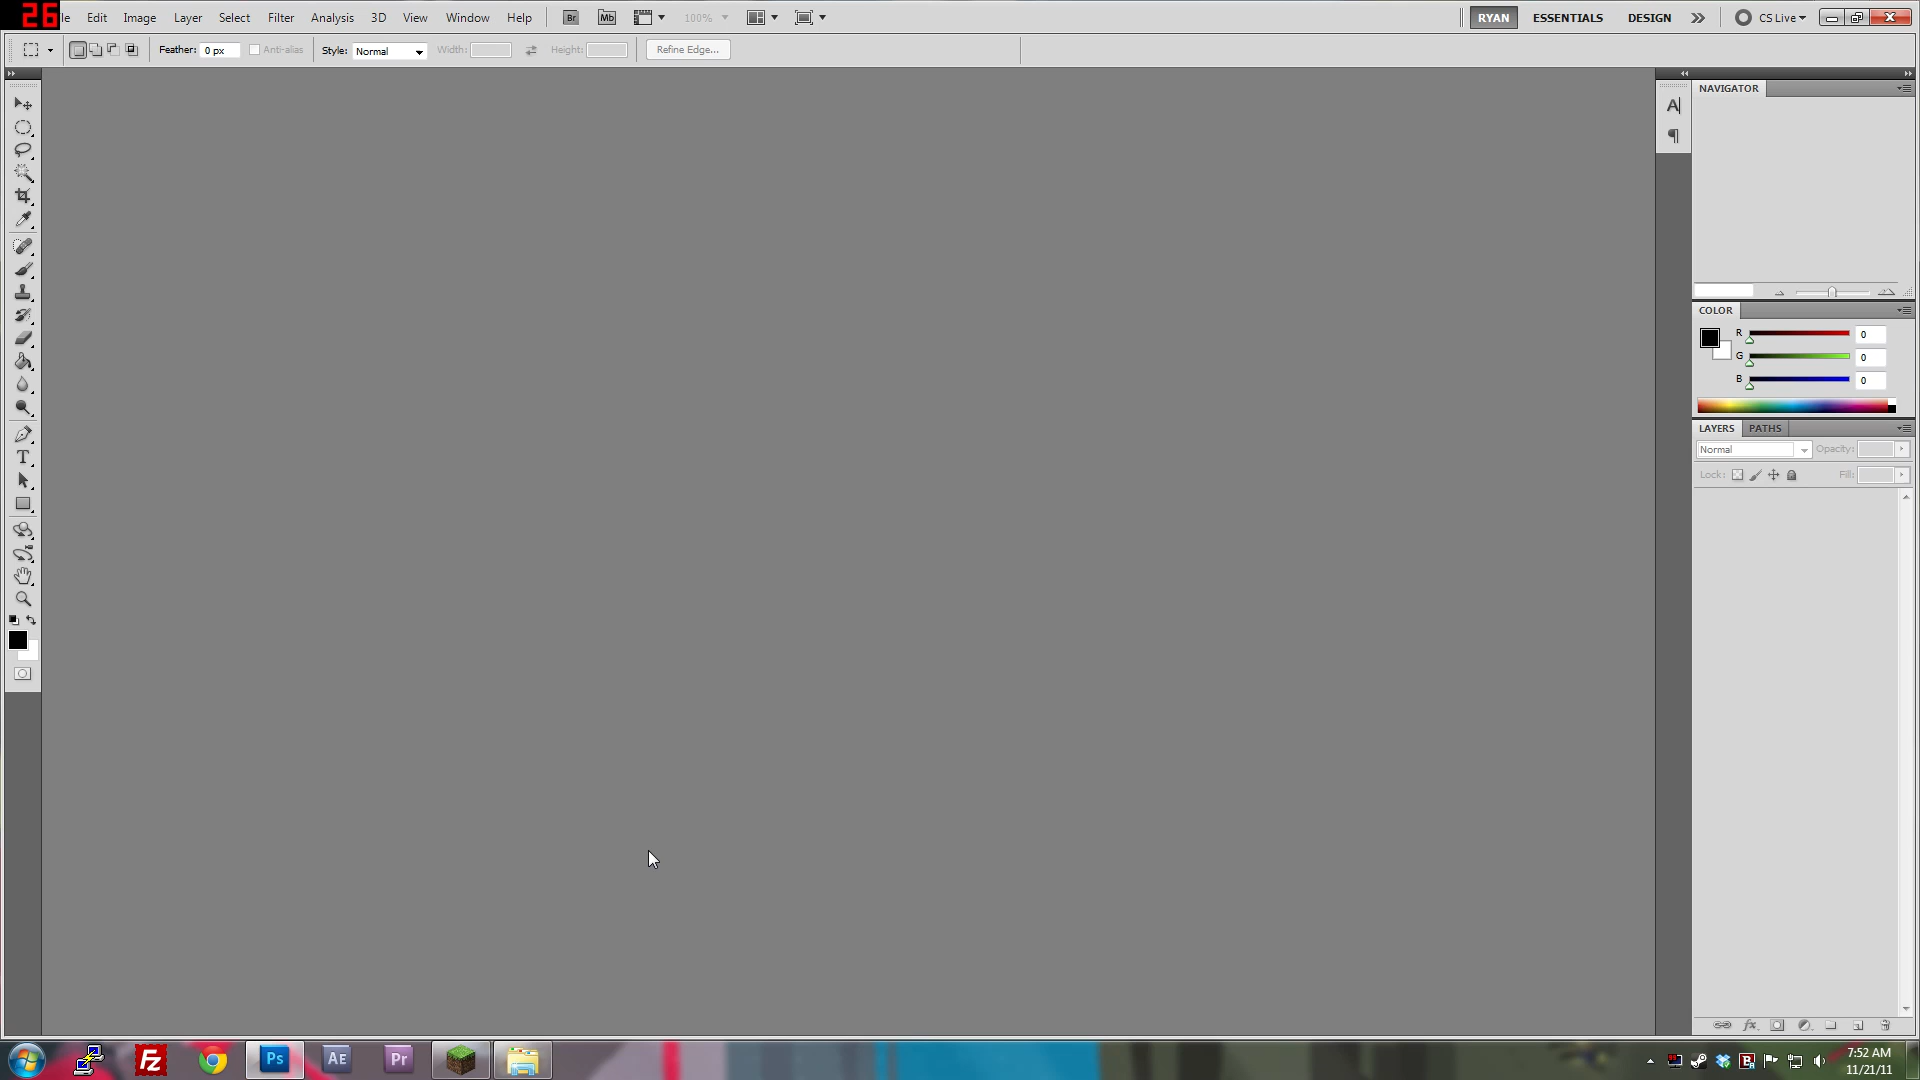 26
le Edit Image Layer Select Filter Analysis 3D View Window Help Br Mb 100% RYAN ESSENTIALS DESIGN CS Live
Feather: 0 px Anti-alias Style: Normal Width: Height: Refine Edge...
NAVIGATOR
A
¶
COLOR
R 0
G 0
B 0
LAYERS PATHS
Normal Opacity:
Lock: Fill:
T
fx
Fz Ps AE Pr
7:52 AM
11/21/11